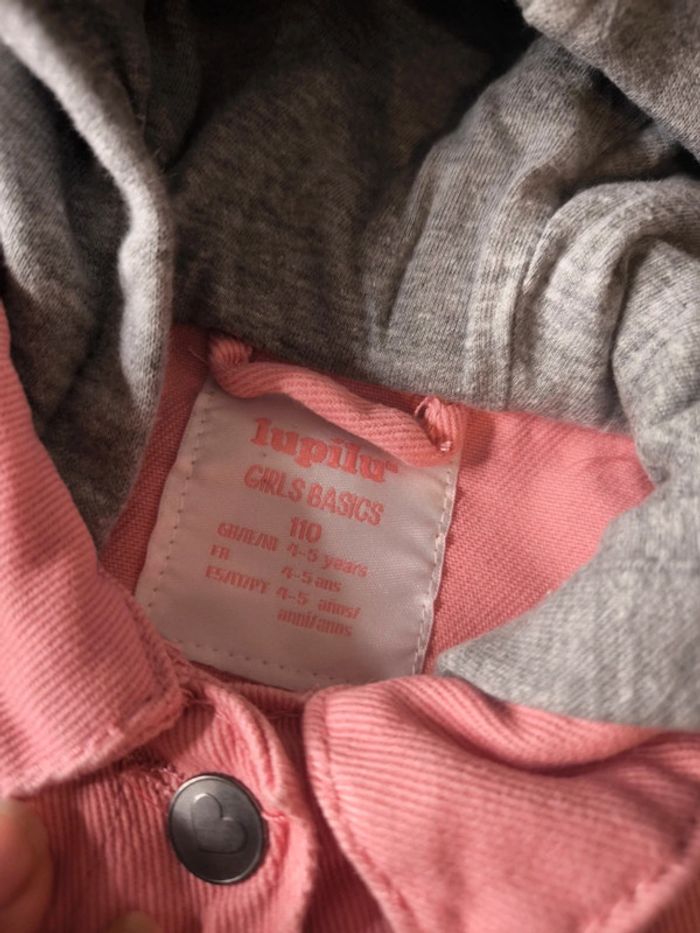 lupilu®
GIRLS BASICS
110
GB/IE/NI 4-5 years
FR 4-5 ans
ES/IT/PT 4-5 años/
anni/anos